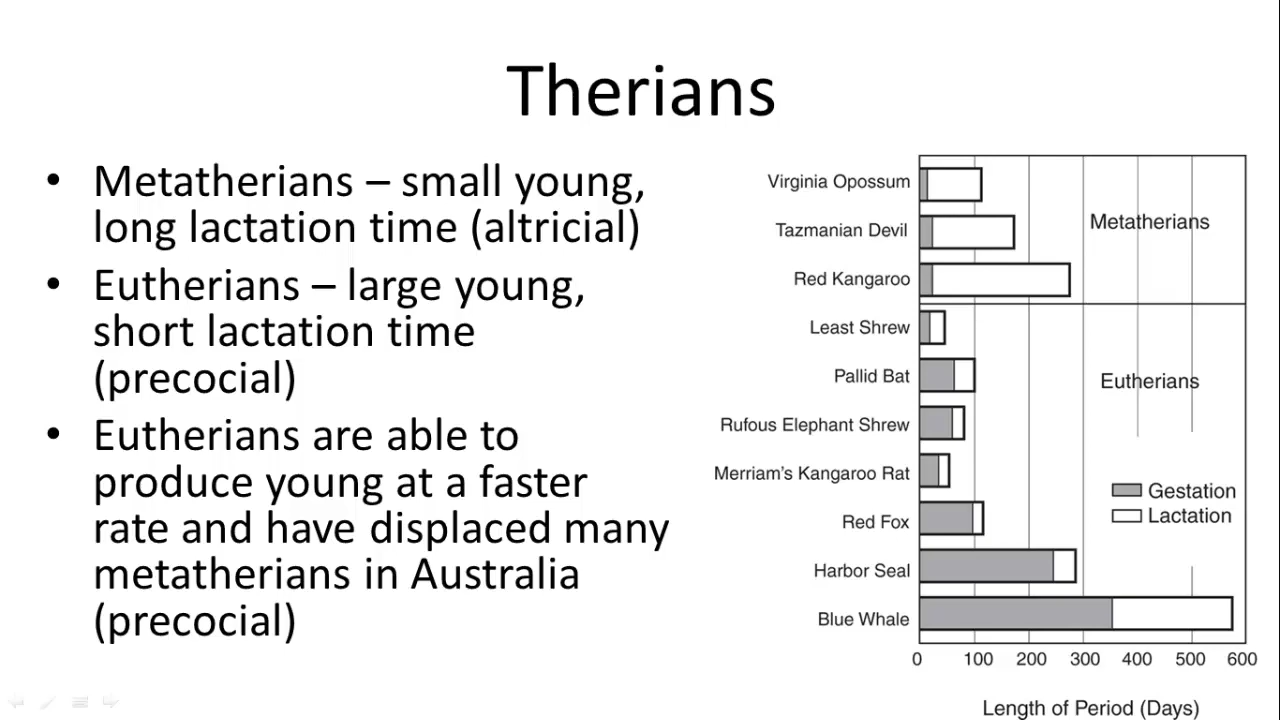 Therians
• Metatherians – small young,
long lactation time (altricial)
• Eutherians – large young,
short lactation time
(precocial)
• Eutherians are able to
produce young at a faster
rate and have displaced many
metatherians in Australia
(precocial)
Virginia Opossum
Tazmanian Devil
Red Kangaroo
Least Shrew
Pallid Bat
Rufous Elephant Shrew
Merriam's Kangaroo Rat
Red Fox
Harbor Seal
Blue Whale
Metatherians
Eutherians
Gestation
Lactation
0 100 200 300 400 500 600
Length of Period (Days)